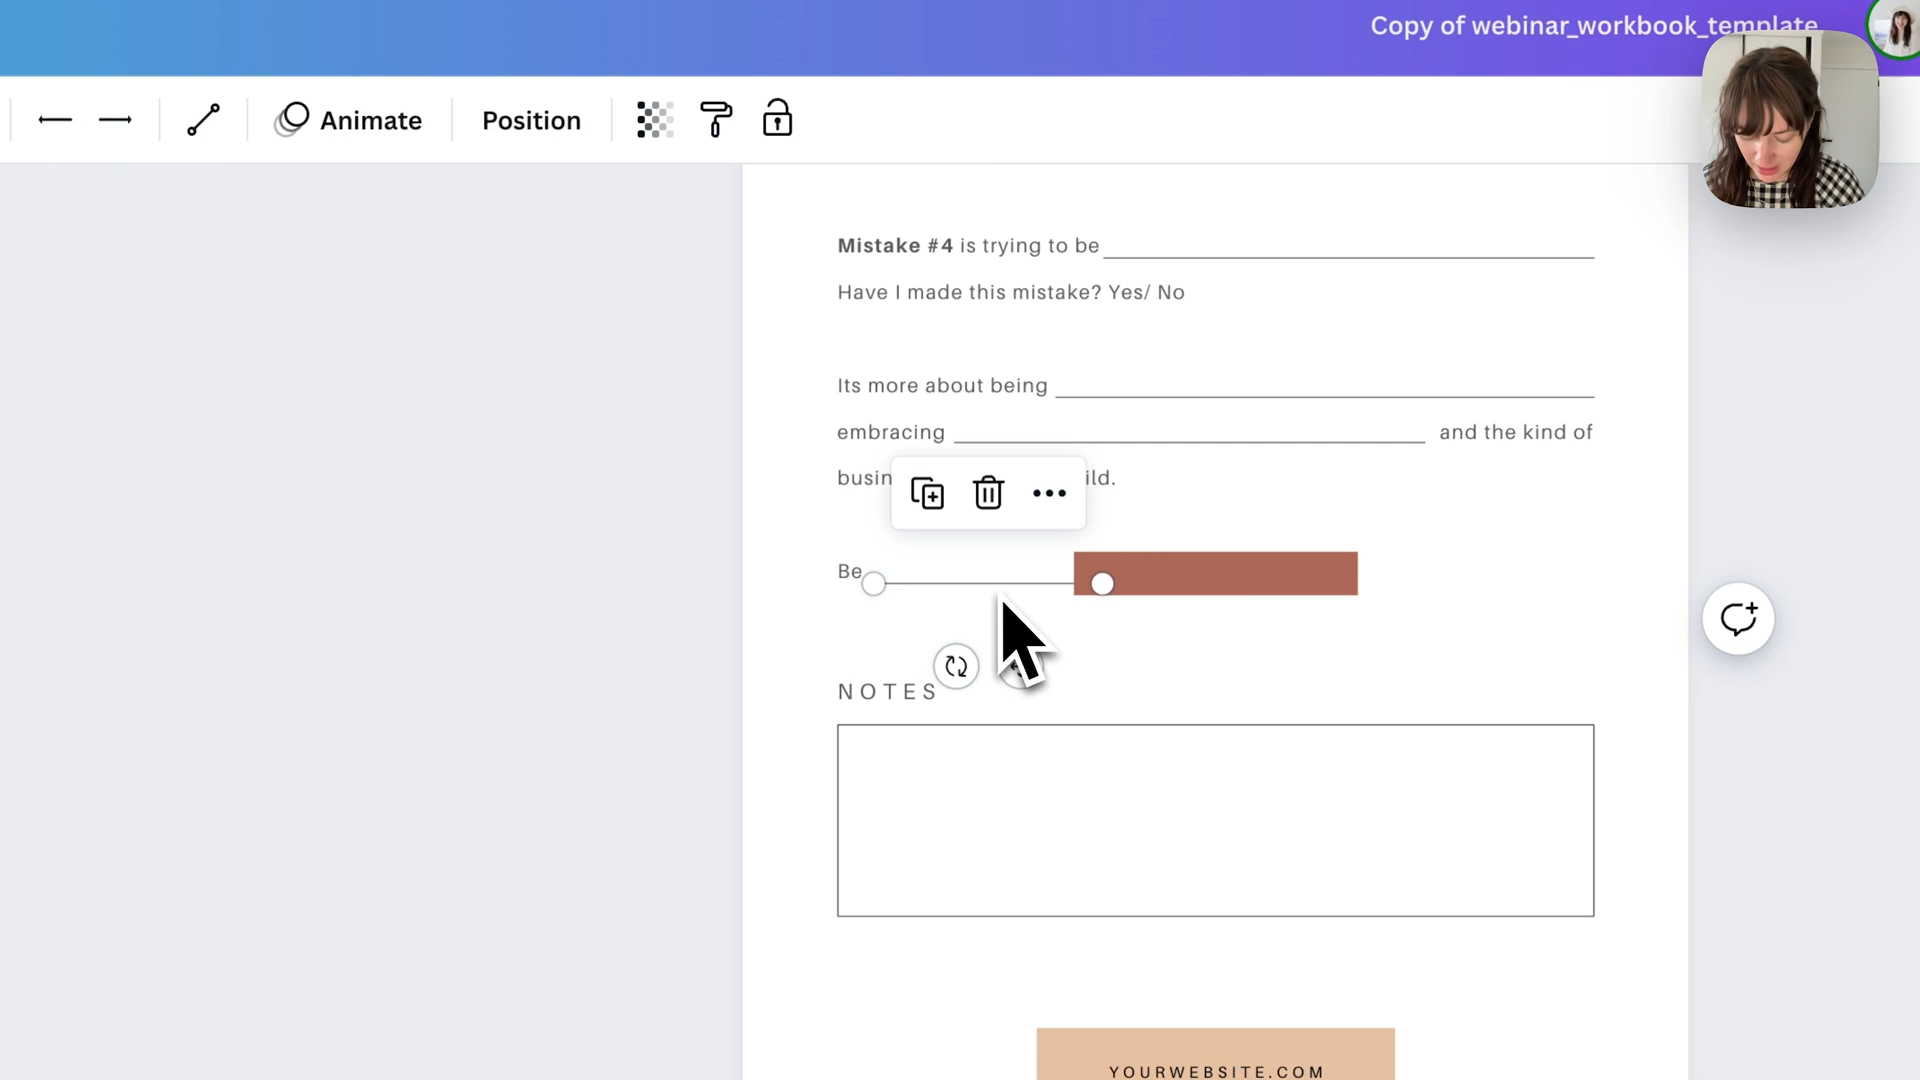 Copy of webinar_workbook_template
Animate
Position
Mistake #4 is trying to be
Have I made this mistake? Yes/ No
Its more about being
embracing and the kind of
busin ild.
Be
NOTES
YOURWEBSITE.COM